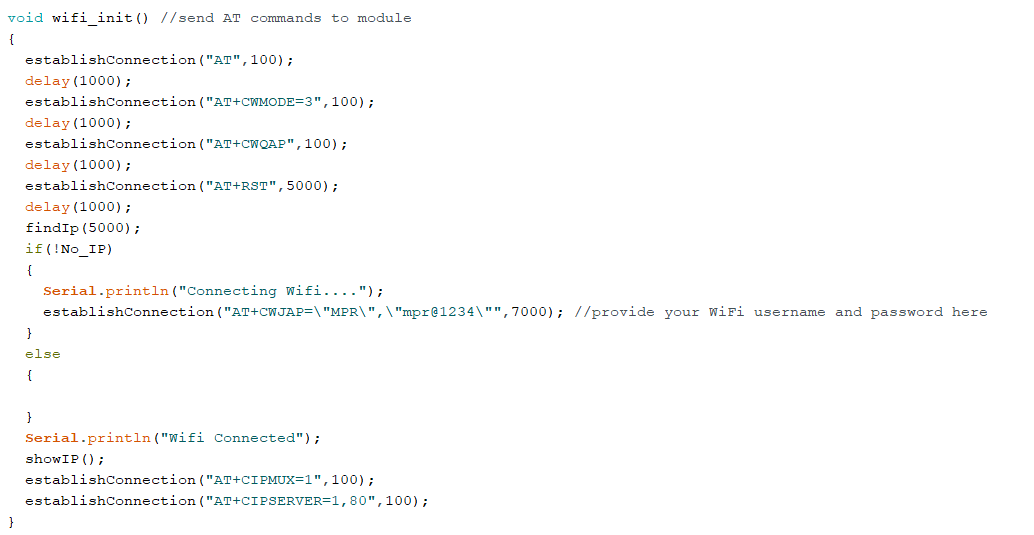 void wifi_init() //send AT commands to module
{
  establishConnection("AT",100);
  delay(1000);
  establishConnection("AT+CWMODE=3",100);
  delay(1000);
  establishConnection("AT+CWQAP",100);
  delay(1000);
  establishConnection("AT+RST",5000);
  delay(1000);
  findIp(5000);
  if(!No_IP)
  {
    Serial.println("Connecting Wifi....");
    establishConnection("AT+CWJAP=\"MPR\",\"mpr@1234\"",7000); //provide your WiFi username and password here
  }
  else
  {
  }
  Serial.println("Wifi Connected");
  showIP();
  establishConnection("AT+CIPMUX=1",100);
  establishConnection("AT+CIPSERVER=1,80",100);
}